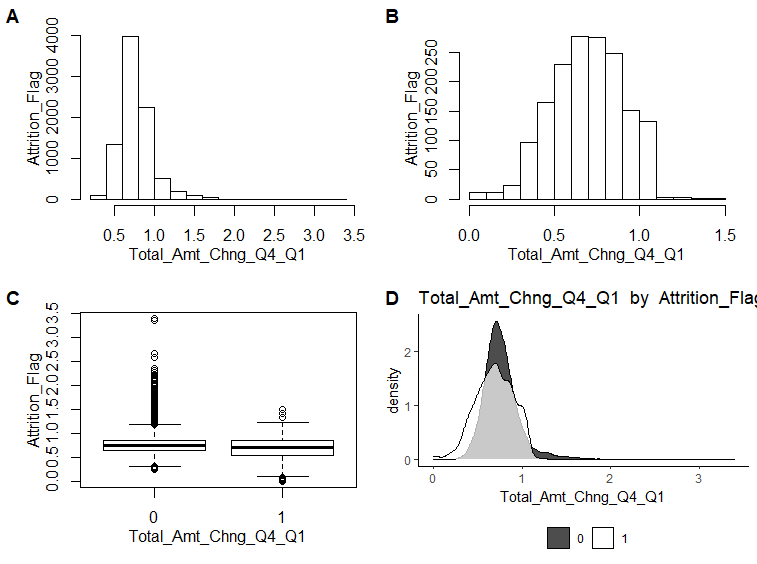 A
Attrition_Flag
0 1000 2000 3000 4000
0.5 1.0 1.5 2.0 2.5 3.0 3.5
Total_Amt_Chng_Q4_Q1
B
Attrition_Flag
0 50 100 150 200 250
0.0 0.5 1.0 1.5
Total_Amt_Chng_Q4_Q1
C
Attrition_Flag
0.0 0.5 1.0 1.5 2.0 2.5 3.0 3.5
0 1
Total_Amt_Chng_Q4_Q1
D
Total_Amt_Chng_Q4_Q1 by Attrition_Flag
density
2
1
0
0 1 2 3
Total_Amt_Chng_Q4_Q1
0 1